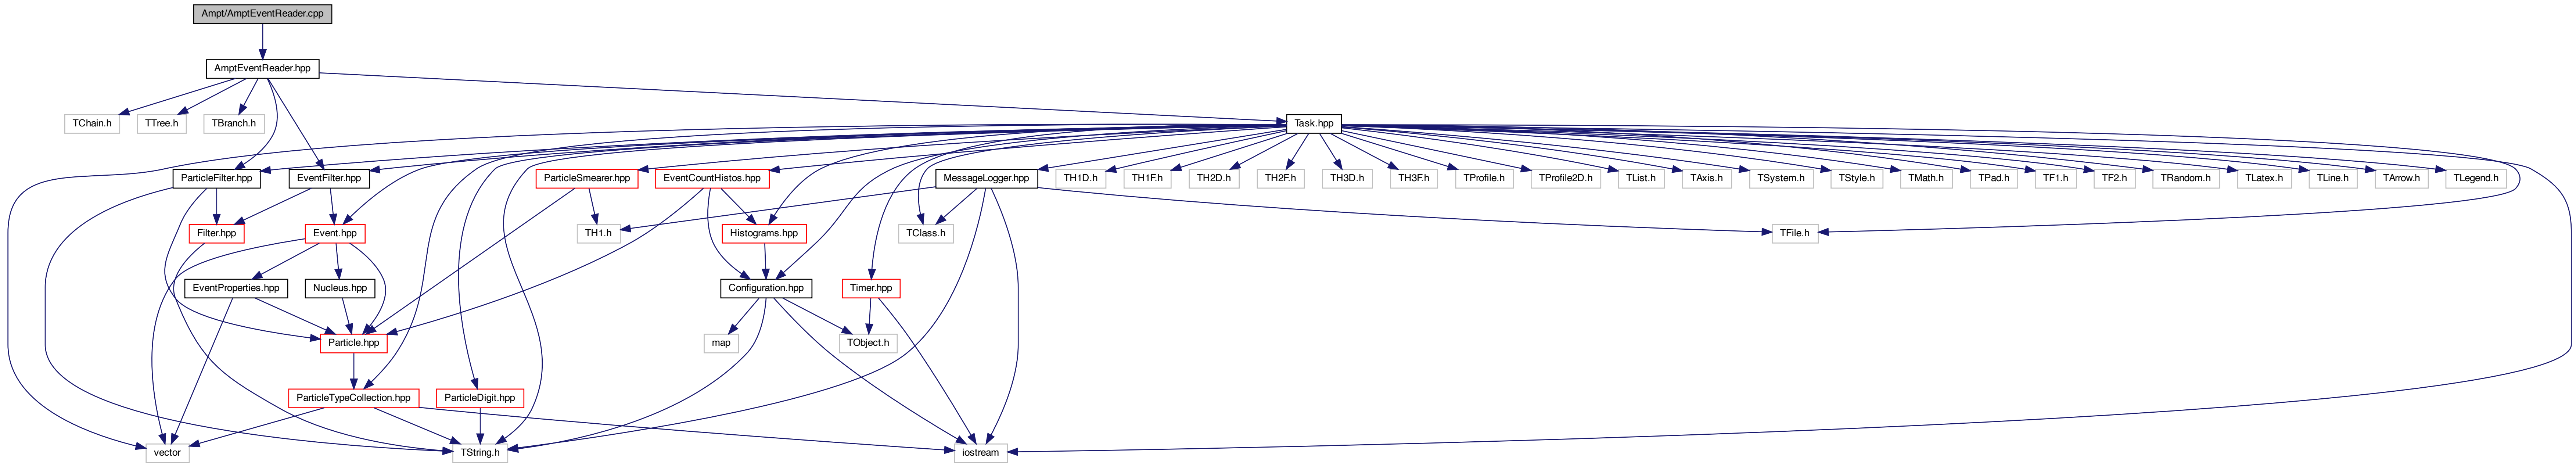 Ampt/AmptEventReader.cpp
AmptEventReader.hpp
TChain.h
TTree.h
TBranch.h
Task.hpp
ParticleFilter.hpp
EventFilter.hpp
ParticleSmearer.hpp
EventCountHistos.hpp
MessageLogger.hpp
TH1D.h
TH1F.h
TH2D.h
TH2F.h
TH3D.h
TH3F.h
TProfile.h
TProfile2D.h
TList.h
TAxis.h
TSystem.h
TStyle.h
TMath.h
TPad.h
TF1.h
TF2.h
TRandom.h
TLatex.h
TLine.h
TArrow.h
TLegend.h
Filter.hpp
Event.hpp
TH1.h
Histograms.hpp
TClass.h
TFile.h
EventProperties.hpp
Nucleus.hpp
Configuration.hpp
Timer.hpp
Particle.hpp
map
TObject.h
ParticleTypeCollection.hpp
ParticleDigit.hpp
vector
TString.h
iostream